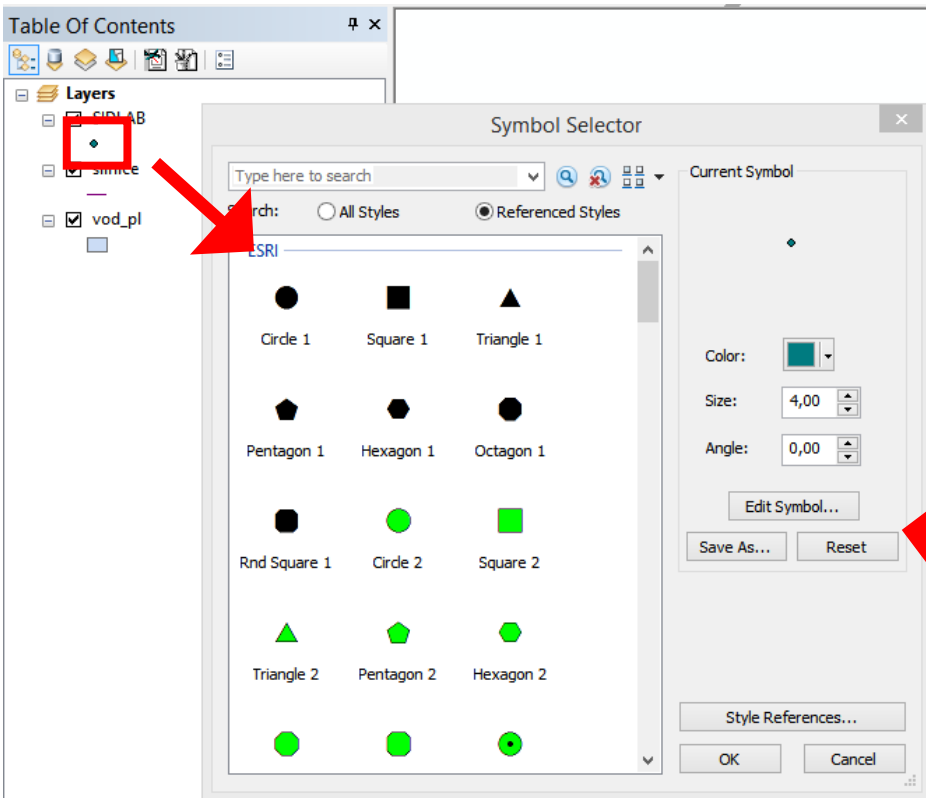 Table Of Contents
Layers
SIDLAB
vod_pl
Symbol Selector
Type here to search
Search:
All Styles
Referenced Styles
ESRI
Circle 1
Square 1
Triangle 1
Pentagon 1
Hexagon 1
Octagon 1
Rnd Square 1
Circle 2
Square 2
Triangle 2
Pentagon 2
Hexagon 2
Current Symbol
Color:
Size:
4,00
Angle:
0,00
Edit Symbol...
Save As...
Reset
Style References...
OK
Cancel